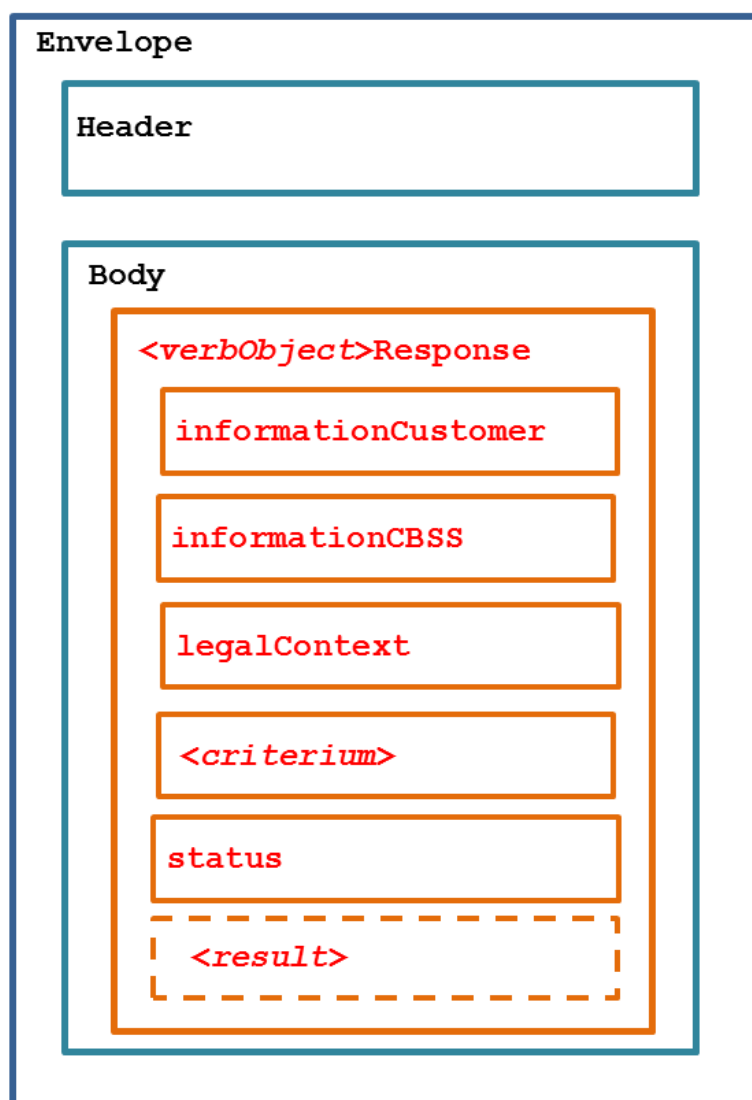 Envelope
Header
Body
<verbObject>Response
informationCustomer
informationCBSS
legalContext
<criterium>
status
<result>